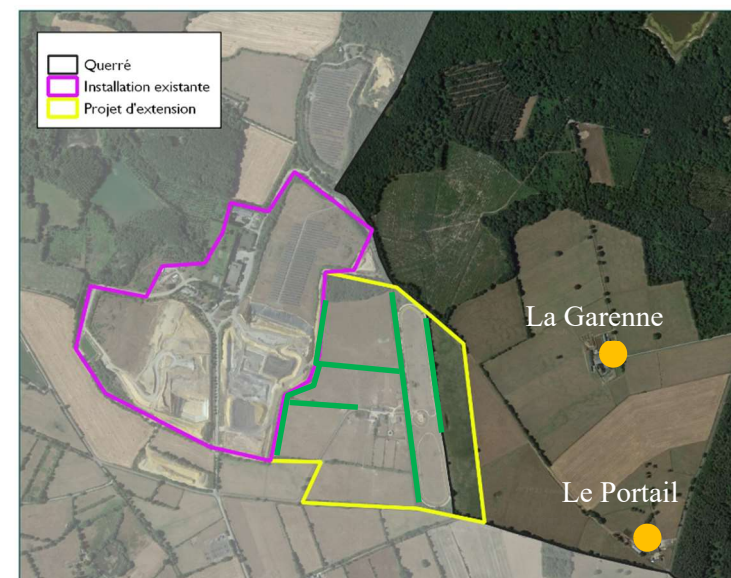 Querré
Installation existante
Projet d'extension
La Garenne
Le Portail